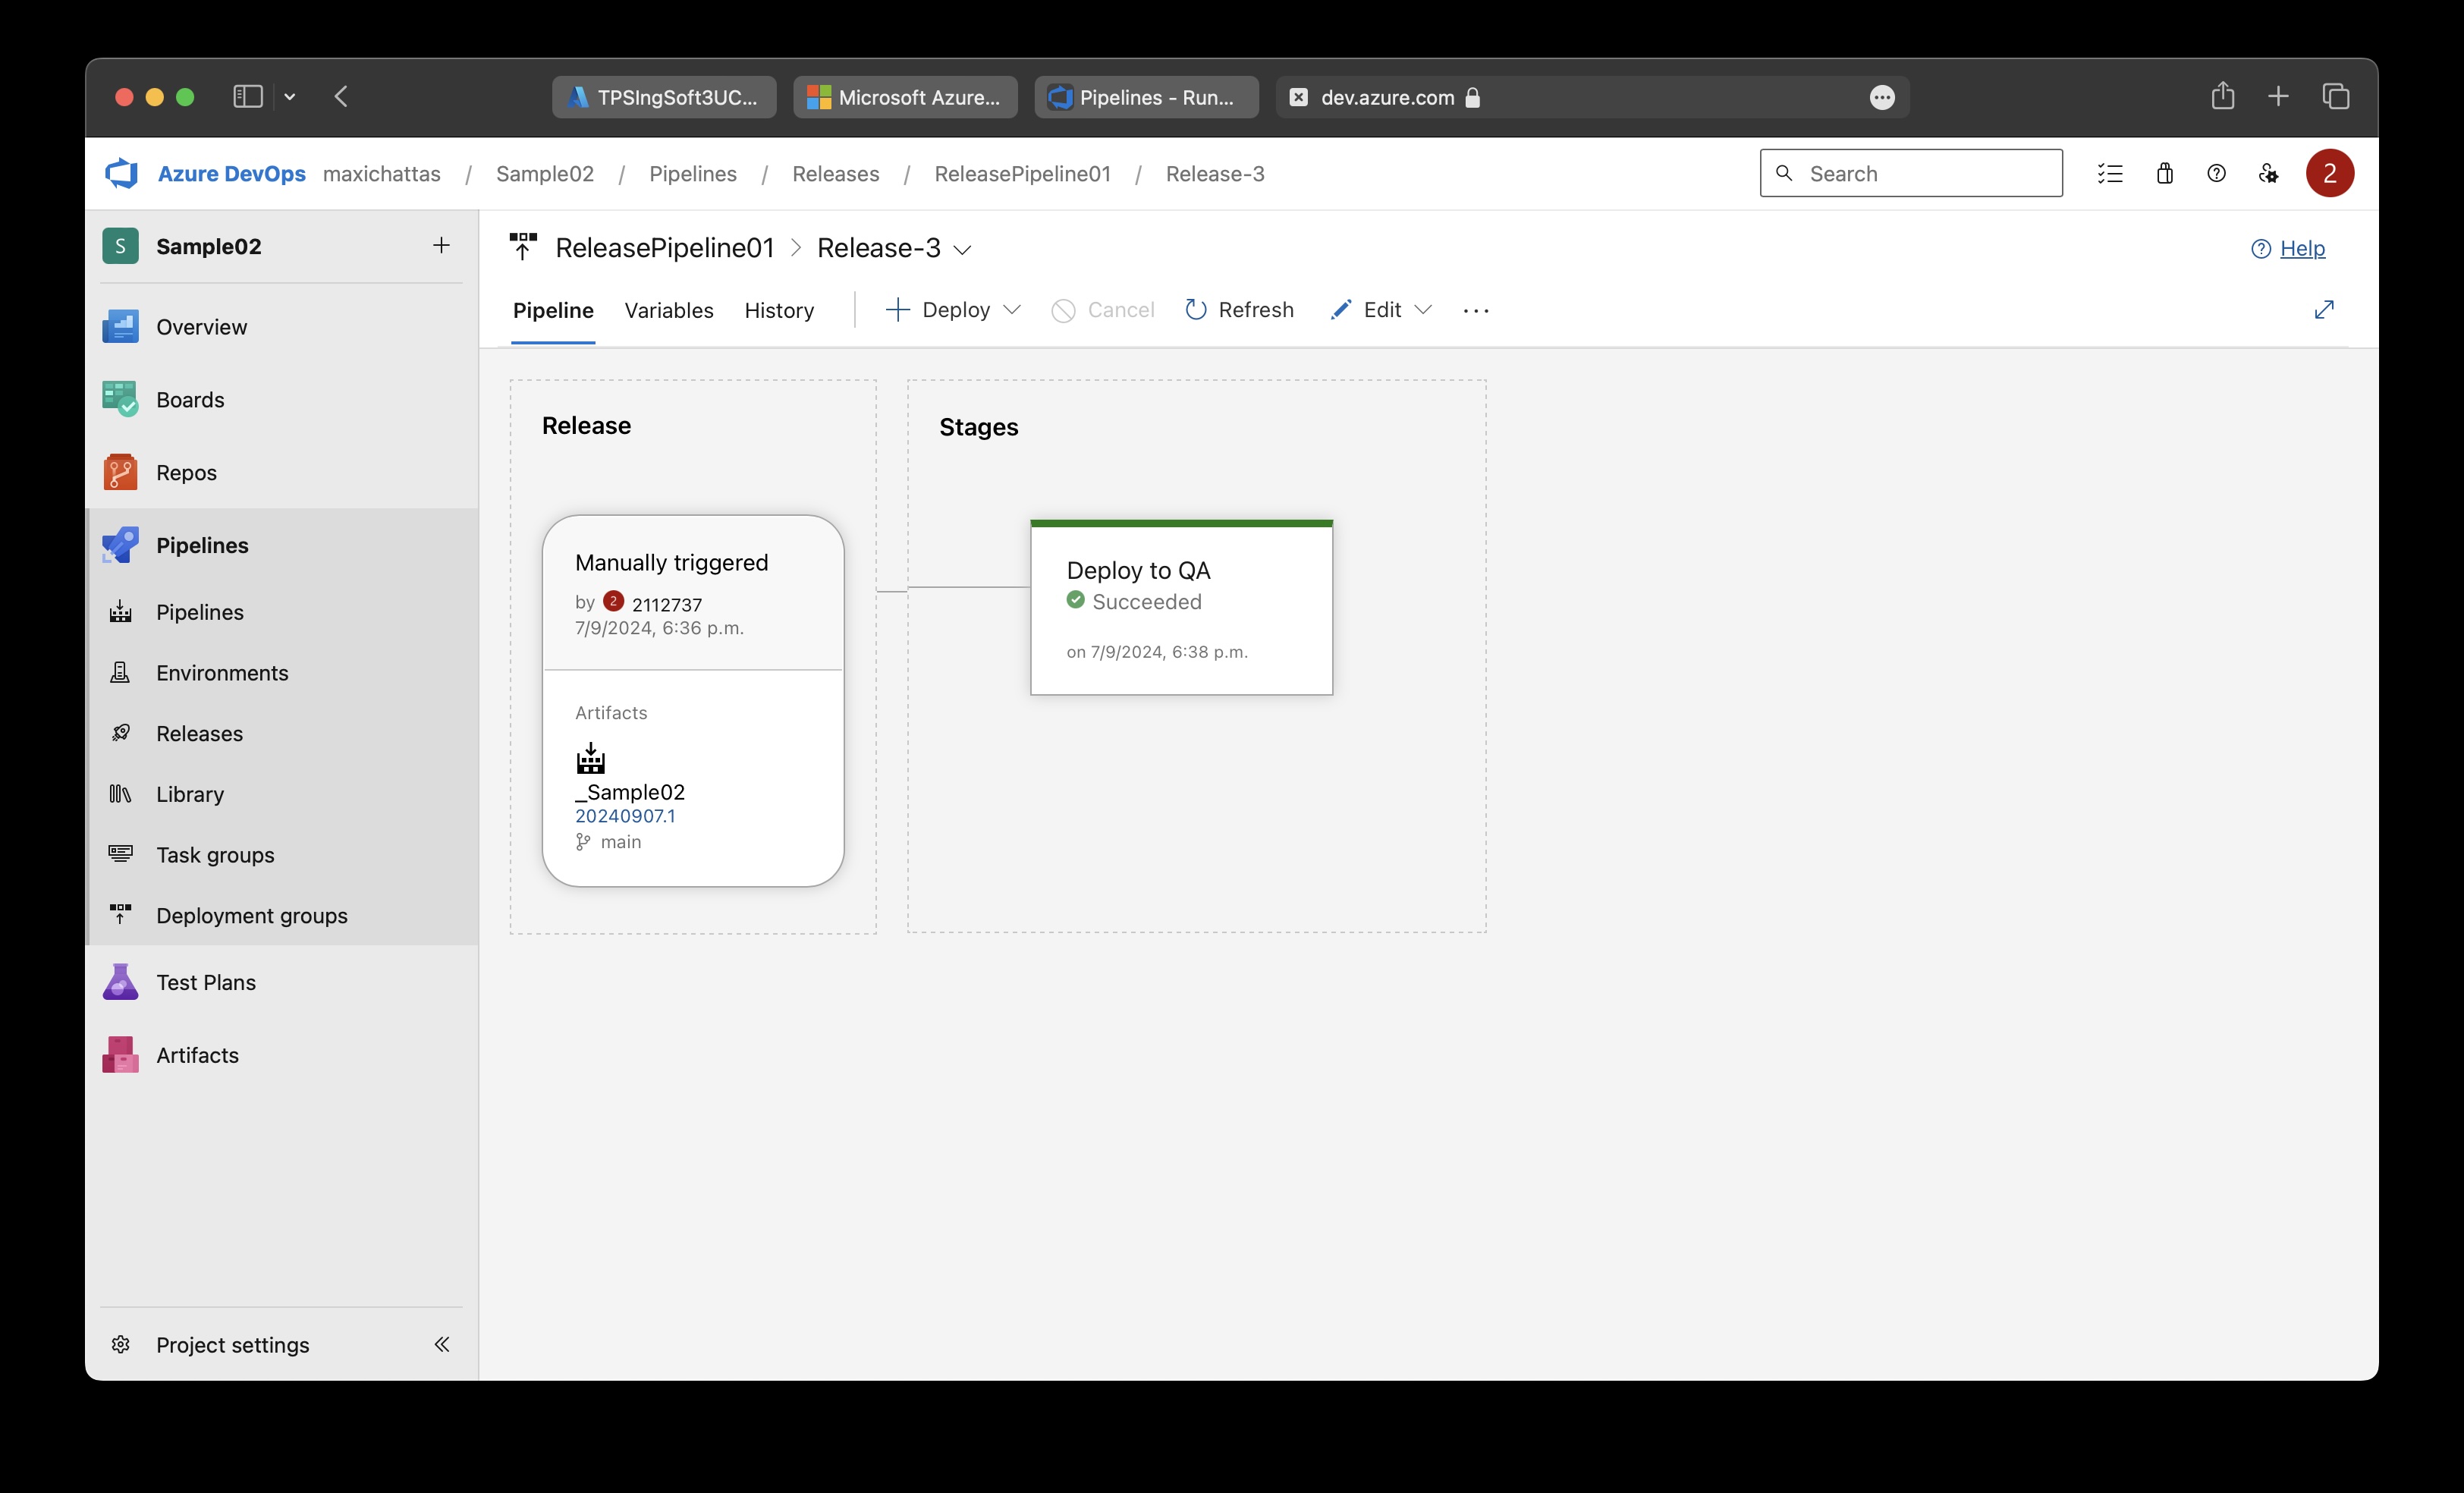 TPSIngSoft3UC...
Microsoft Azure...
Pipelines - Run...
dev.azure.com
Azure DevOps maxichattas / Sample02 / Pipelines / Releases / ReleasePipeline01 / Release-3
Search
2
S Sample02
Overview
Boards
Repos
Pipelines
Pipelines
Environments
Releases
Library
Task groups
Deployment groups
Test Plans
Artifacts
Project settings
ReleasePipeline01 > Release-3
Help
Pipeline Variables History Deploy Cancel Refresh Edit
Release
Manually triggered
by 2 2112737
7/9/2024, 6:36 p.m.
Artifacts
_Sample02
20240907.1
main
Stages
Deploy to QA
Succeeded
on 7/9/2024, 6:38 p.m.